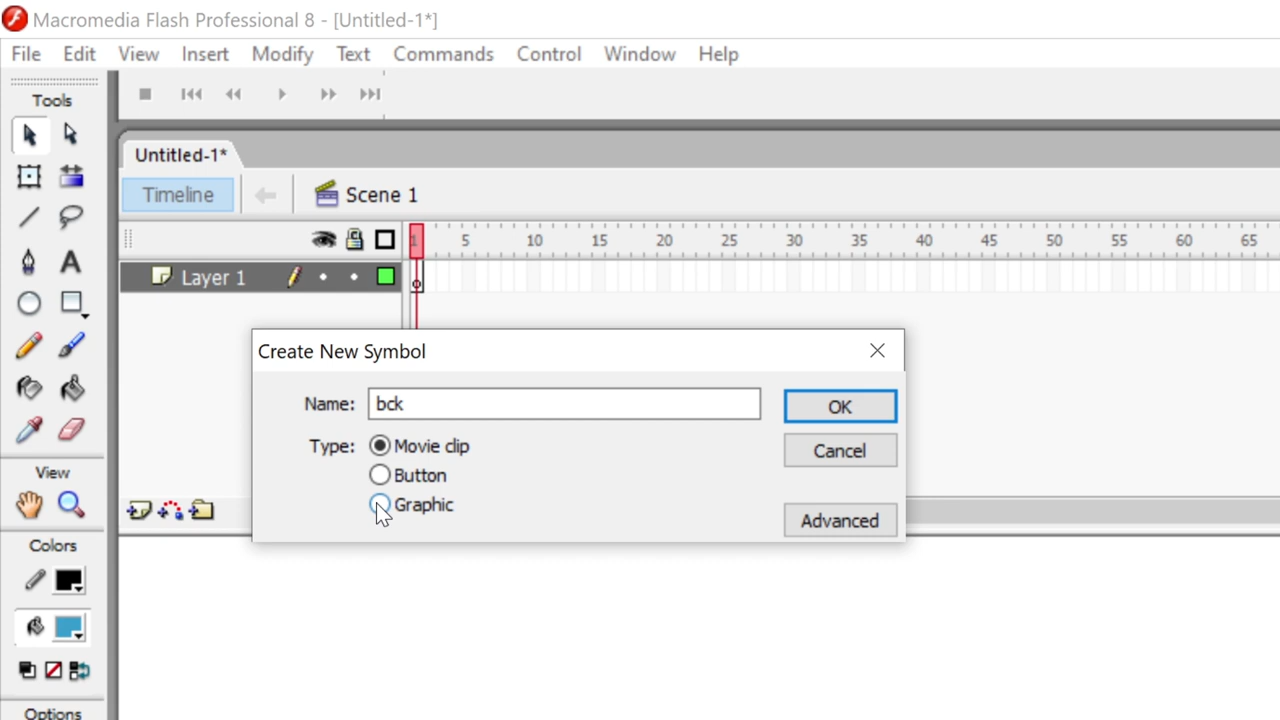 Macromedia Flash Professional 8 - [Untitled-1*]
File Edit View Insert Modify Text Commands Control Window Help
Tools
Untitled-1*
Timeline Scene 1
1 5 10 15 20 25 30 35 40 45 50 55 60 65
Layer 1
Create New Symbol
Name: bck OK
Type: Movie clip Cancel
Button
Graphic
Advanced
View
Colors
Options